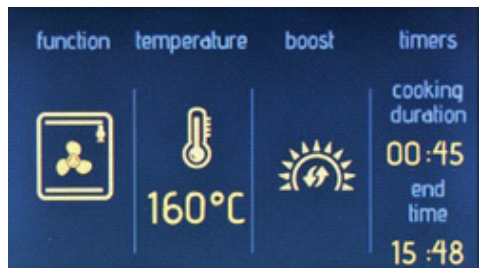 function temperature boost timers
cooking
duration
00:45
end
time
160°C
15:48